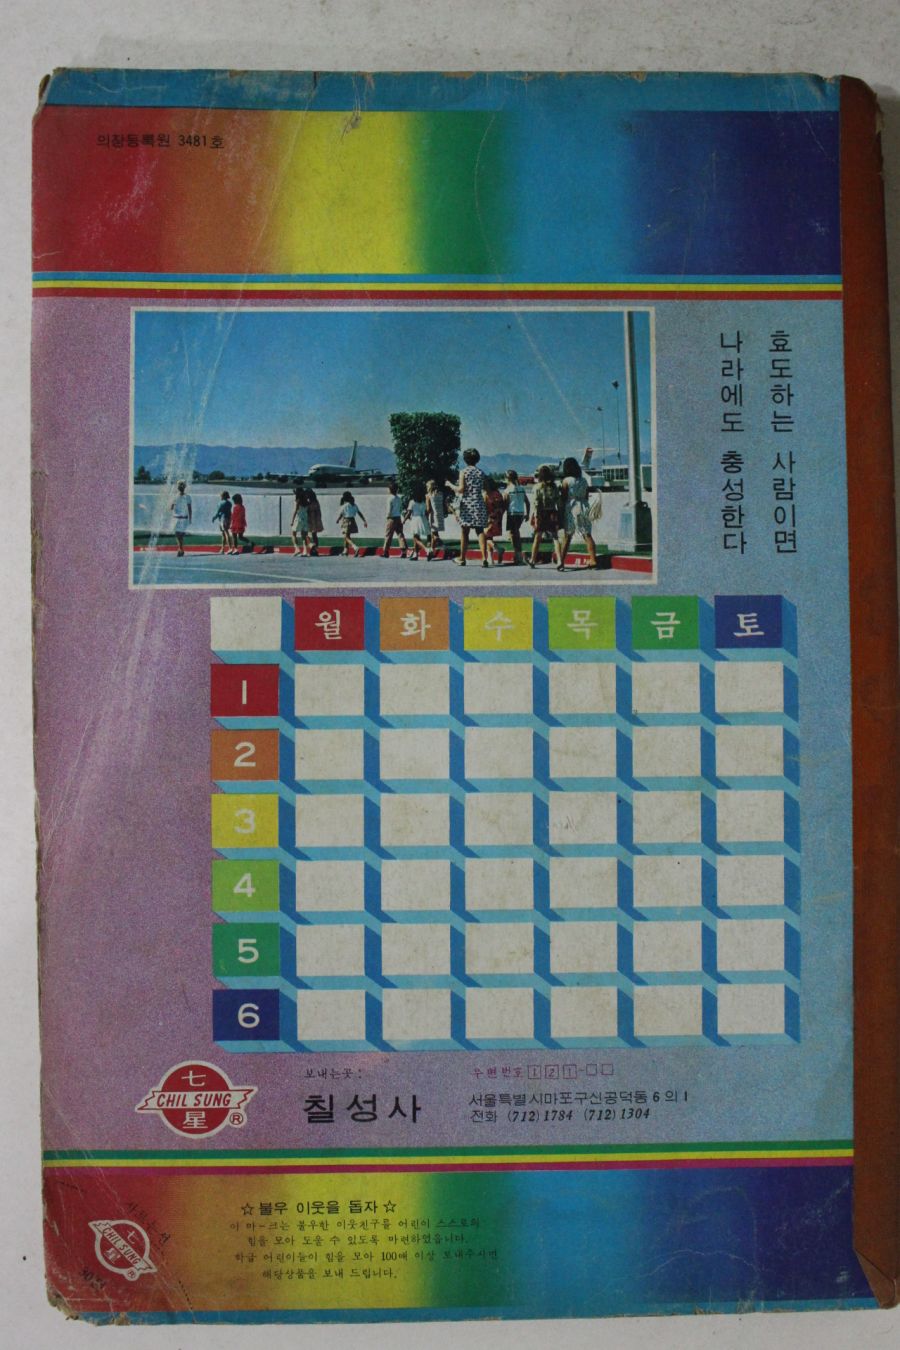 의장등록원 3481호
효도하는 사람이면
나라에도 충성한다
월 화 수 목 금 토
1
2
3
4
5
6
七
CHIL SUNG
星
®
보내는곳:
칠성사
우편번호 121-□□
서울특별시마포구신공덕동 6 의 1
전화 (712) 1784 (712) 1304
☆불우 이웃을 돕자☆
이 마-크는 불우한 이웃친구를 어린이 스스로의
힘을 모아 도울 수 있도록 마련하였습니다.
학급 어린이들이 힘을 모아 100매 이상 보내주시면
해당상품을 보내 드립니다.
七
CHIL SUNG
星
®